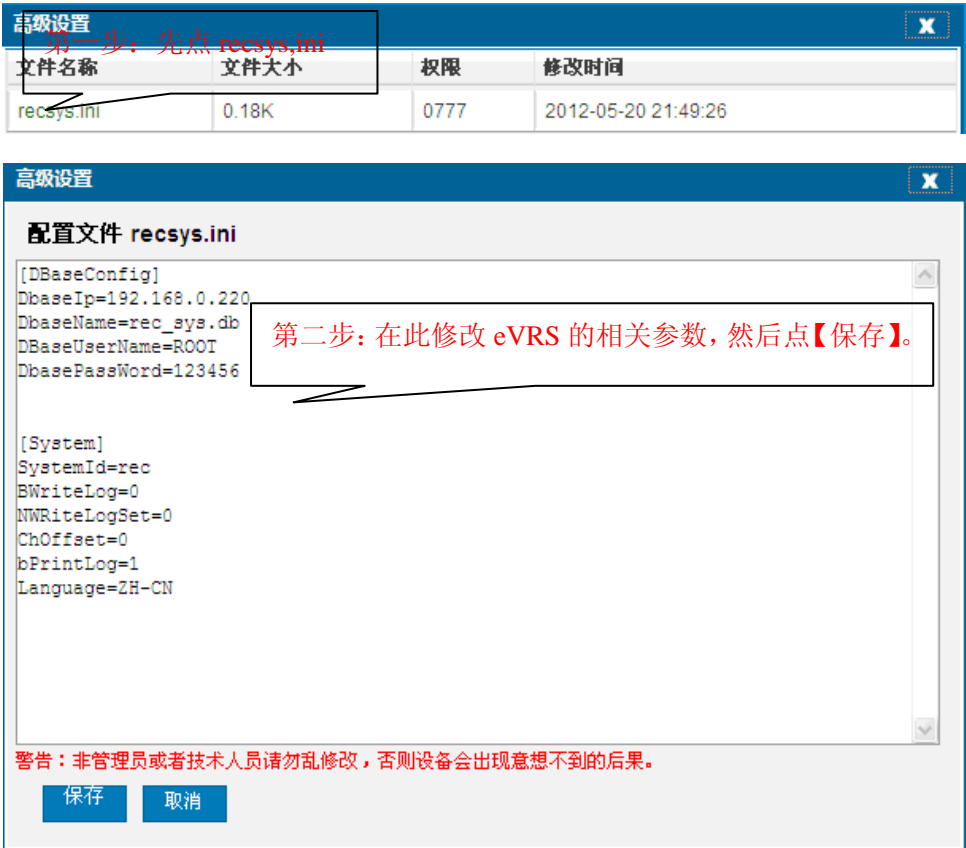 高级设置
第一步：先点 recsys,ini
文件名称 文件大小 权限 修改时间
recsys.ini 0.18K 0777 2012-05-20 21:49:26
高级设置
配置文件 recsys.ini
[DBaseConfig]
DbaseIp=192.168.0.220
DbaseName=rec_sys.db
DBaseUserName=ROOT
DbasePassWord=123456
第二步：在此修改 eVRS 的相关参数，然后点【保存】。
[System]
SystemId=rec
BWriteLog=0
NWRiteLogSet=0
ChOffset=0
bPrintLog=1
Language=ZH-CN
警告：非管理员或者技术人员请勿乱修改，否则设备会出现意想不到的后果。
保存 取消